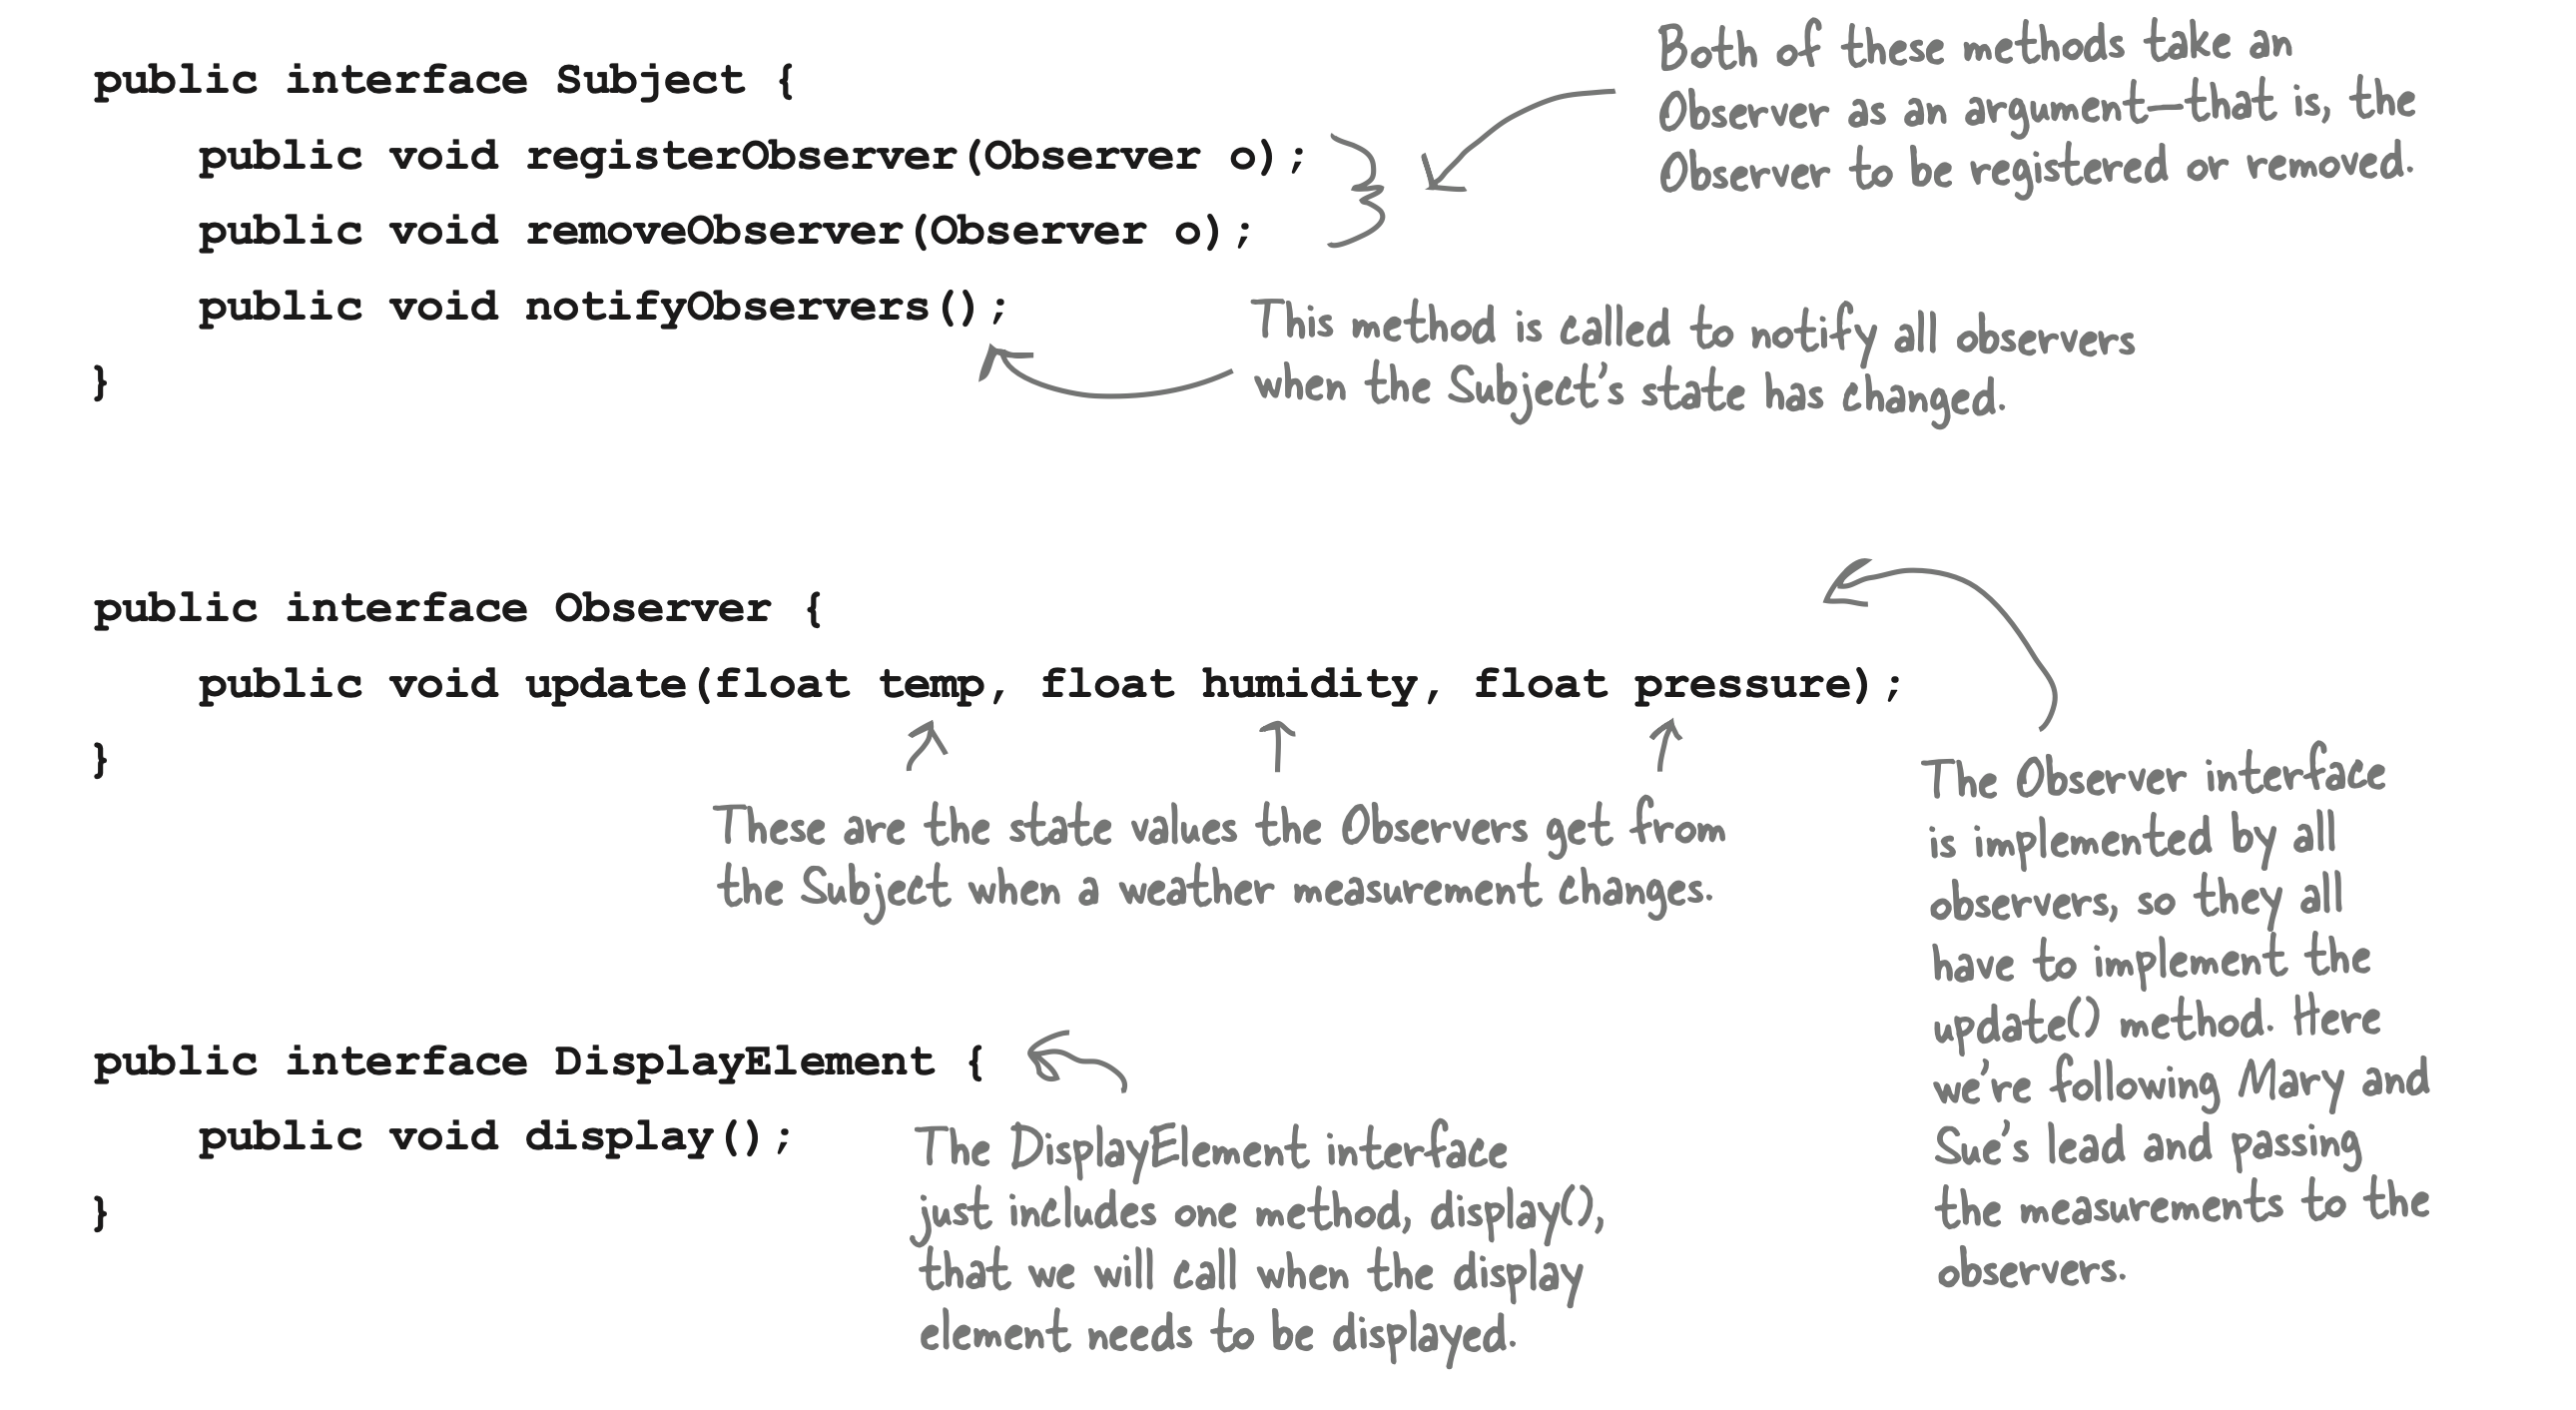 public interface Subject {
public void registerObserver(Observer o);
public void removeObserver(Observer o);
public void notifyObservers();
}
Both of these methods take an
Observer as an argument—that is, the
Observer to be registered or removed.
This method is called to notify all observers
when the Subject's state has changed.
public interface Observer {
public void update(float temp, float humidity, float pressure);
}
These are the state values the Observers get from
the Subject when a weather measurement changes.
The Observer interface
is implemented by all
observers, so they all
have to implement the
update() method. Here
we're following Mary and
Sue's lead and passing
the measurements to the
observers.
public interface DisplayElement {
public void display();
}
The DisplayElement interface
just includes one method, display(),
that we will call when the display
element needs to be displayed.